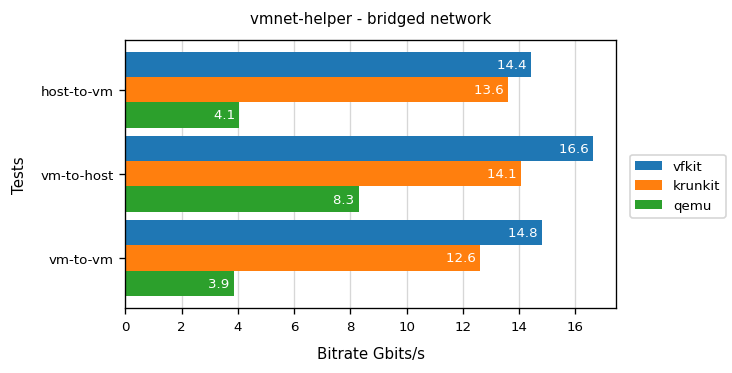 vmnet-helper - bridged network
Tests
host-to-vm
14.4
13.6
4.1
vm-to-host
16.6
14.1
8.3
vm-to-vm
14.8
12.6
3.9
0 2 4 6 8 10 12 14 16
Bitrate Gbits/s
vfkit
krunkit
qemu